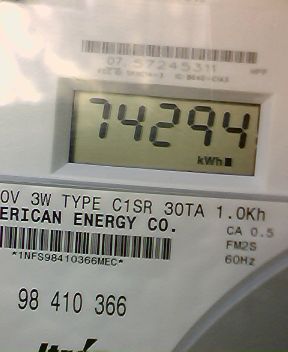 07.57245311
74294
kWh
0V 3W TYPE C1SR 30TA 1.0Kh
ERICAN ENERGY CO.
CA 0.5
FM2S
60Hz
*1NFS98410366MEC*
98 410 366